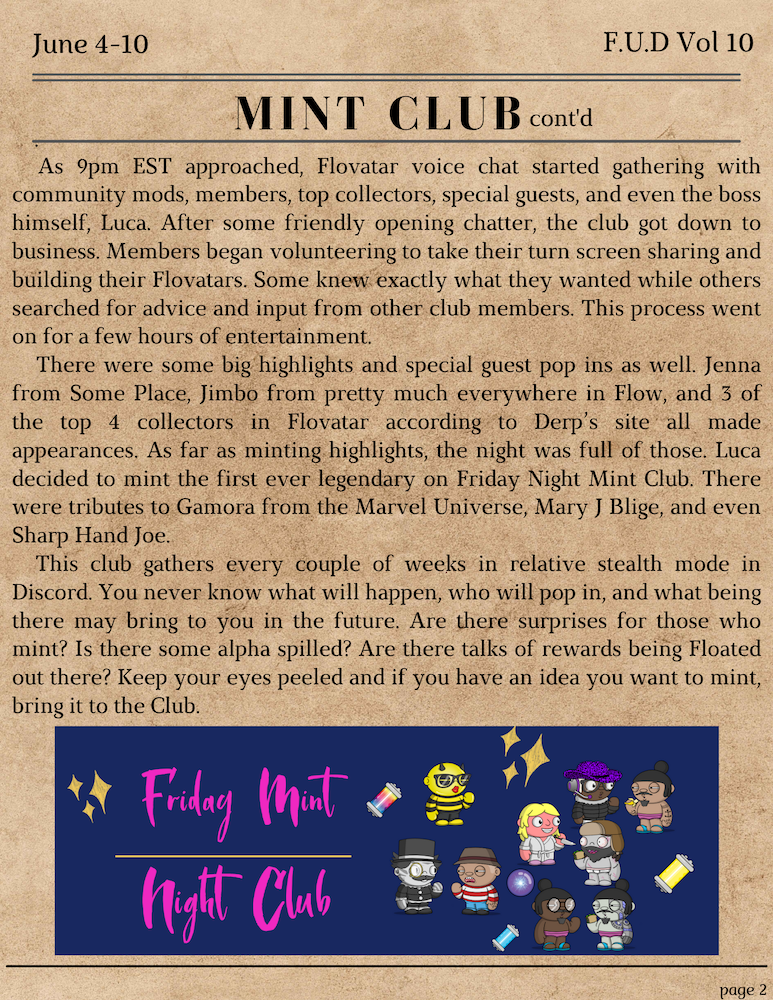 June 4-10
F.U.D Vol 10
MINT CLUB cont'd
As 9pm EST approached, Flovatar voice chat started gathering with
community mods, members, top collectors, special guests, and even the boss
himself, Luca. After some friendly opening chatter, the club got down to
business. Members began volunteering to take their turn screen sharing and
building their Flovatars. Some knew exactly what they wanted while others
searched for advice and input from other club members. This process went
on for a few hours of entertainment.
There were some big highlights and special guest pop ins as well. Jenna
from Some Place, Jimbo from pretty much everywhere in Flow, and 3 of
the top 4 collectors in Flovatar according to Derp’s site all made
appearances. As far as minting highlights, the night was full of those. Luca
decided to mint the first ever legendary on Friday Night Mint Club. There
were tributes to Gamora from the Marvel Universe, Mary J Blige, and even
Sharp Hand Joe.
This club gathers every couple of weeks in relative stealth mode in
Discord. You never know what will happen, who will pop in, and what being
there may bring to you in the future. Are there surprises for those who
mint? Is there some alpha spilled? Are there talks of rewards being Floated
out there? Keep your eyes peeled and if you have an idea you want to mint,
bring it to the Club.
Friday Mint
Night Club
page 2